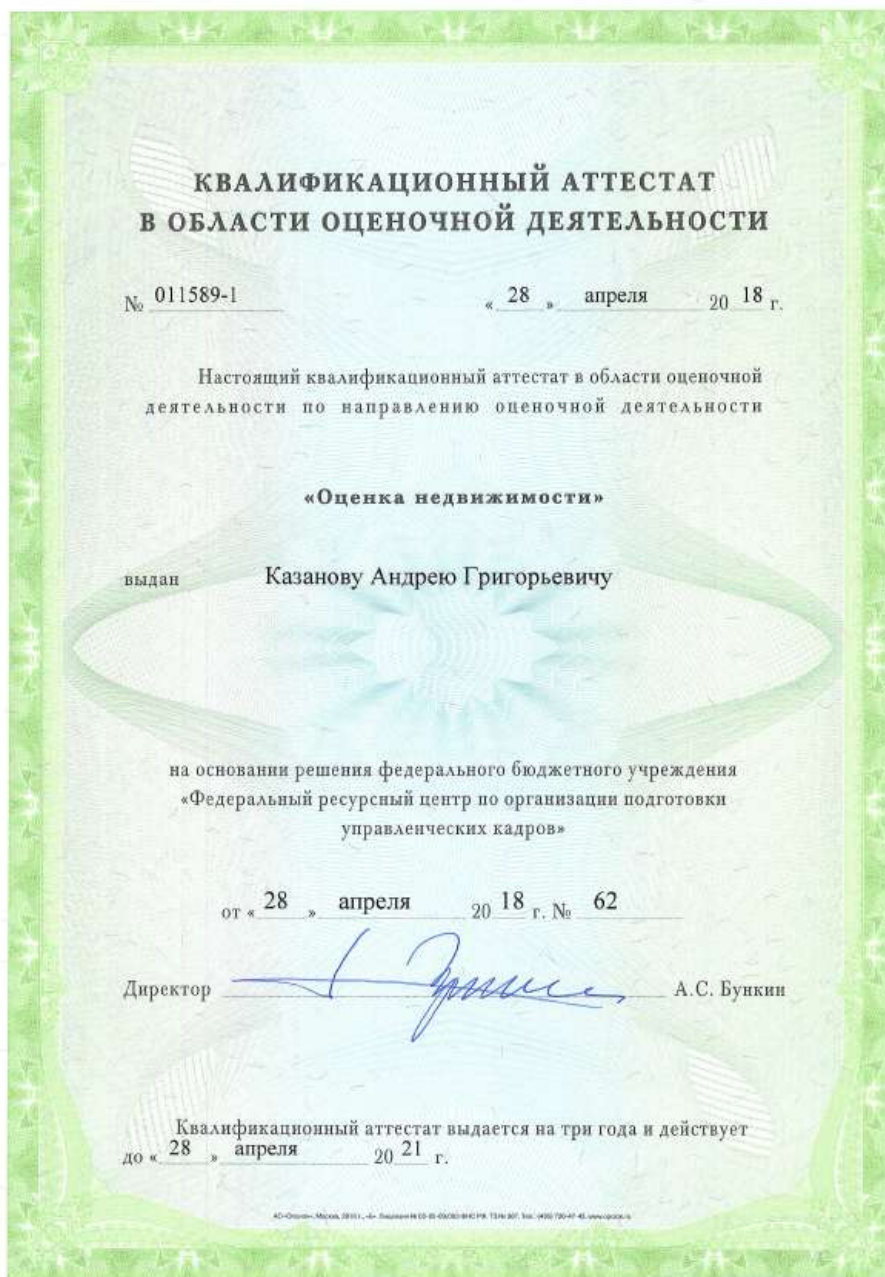 КВАЛИФИКАЦИОННЫЙ АТТЕСТАТ
В ОБЛАСТИ ОЦЕНОЧНОЙ ДЕЯТЕЛЬНОСТИ
№ 011589-1 « 28 » апреля 20 18 г.
Настоящий квалификационный аттестат в области оценочной
деятельности по направлению оценочной деятельности
«Оценка недвижимости»
выдан Казанову Андрею Григорьевичу
на основании решения федерального бюджетного учреждения
«Федеральный ресурсный центр по организации подготовки
управленческих кадров»
от « 28 » апреля 20 18 г. № 62
Директор А.С. Бункин
Квалификационный аттестат выдается на три года и действует
до « 28 » апреля 20 21 г.